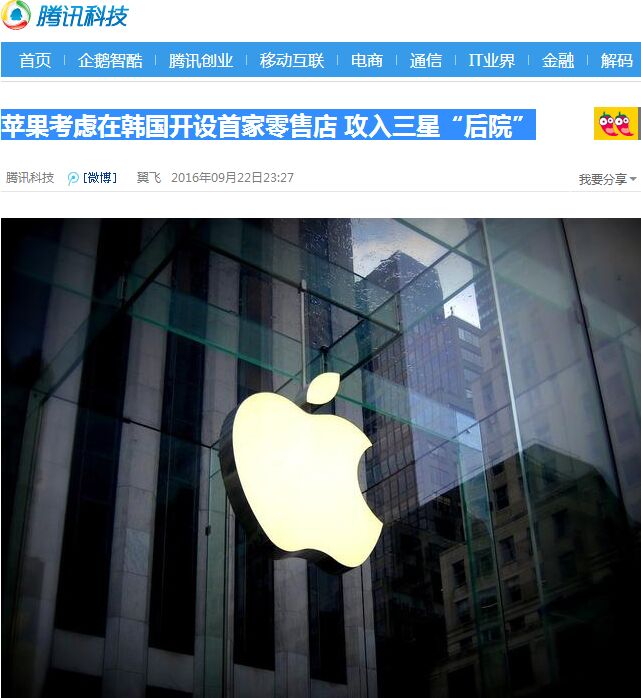 腾讯科技
首页 企鹅智酷 腾讯创业 移动互联 电商 通信 IT业界 金融 解码
苹果考虑在韩国开设首家零售店 攻入三星“后院”
腾讯科技 [微博] 翼飞 2016年09月22日23:27 我要分享